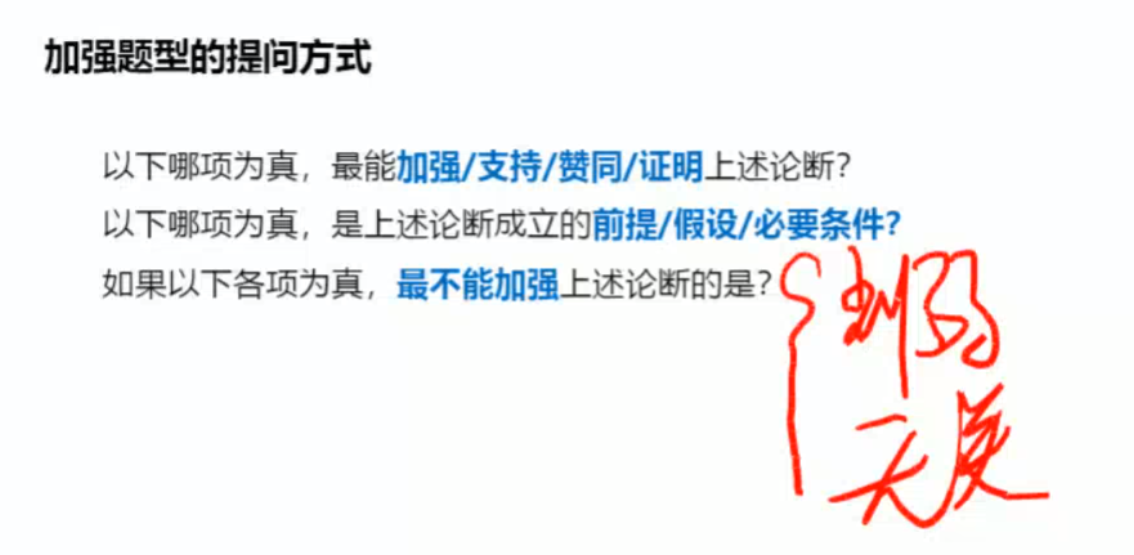 加强题型的提问方式
以下哪项为真，最能加强/支持/赞同/证明上述论断？
以下哪项为真，是上述论断成立的前提/假设/必要条件？
如果以下各项为真，最不能加强上述论断的是？
削弱
无关